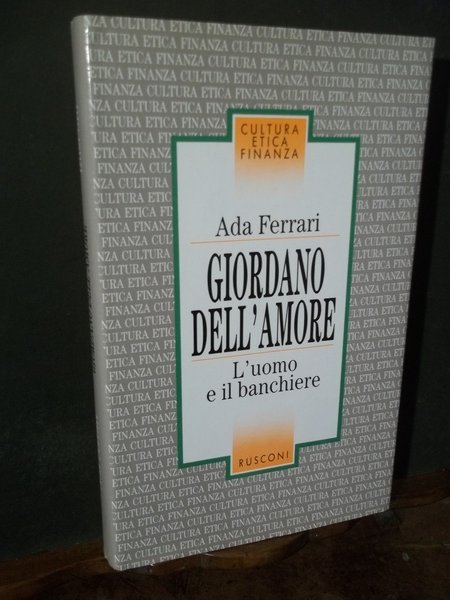 CULTURA
ETICA
FINANZA
Ada Ferrari
GIORDANO
DELL'AMORE
L'uomo
e il banchiere
RUSCONI